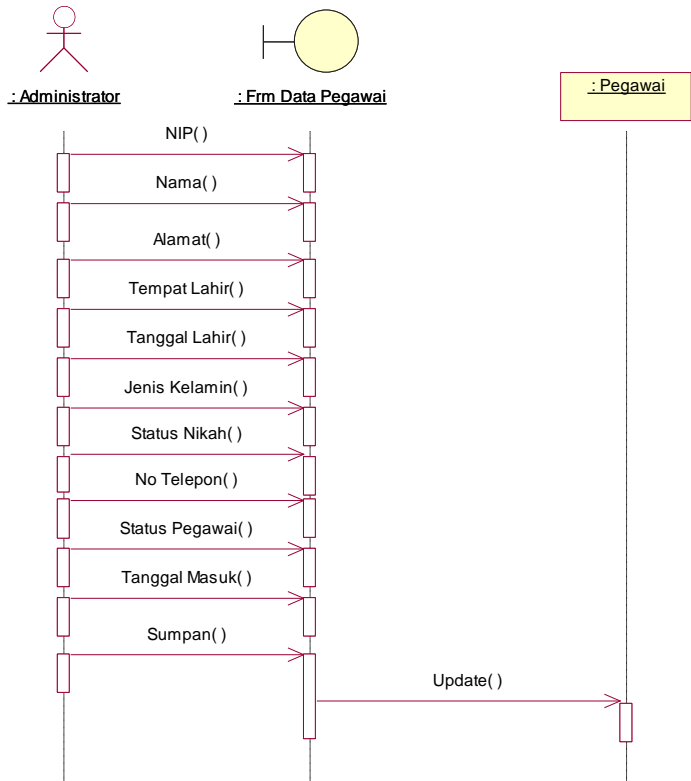 : Administrator
: Frm Data Pegawai
: Pegawai
NIP( )
Nama( )
Alamat( )
Tempat Lahir( )
Tanggal Lahir( )
Jenis Kelamin( )
Status Nikah( )
No Telepon( )
Status Pegawai( )
Tanggal Masuk( )
Sumpan( )
Update( )